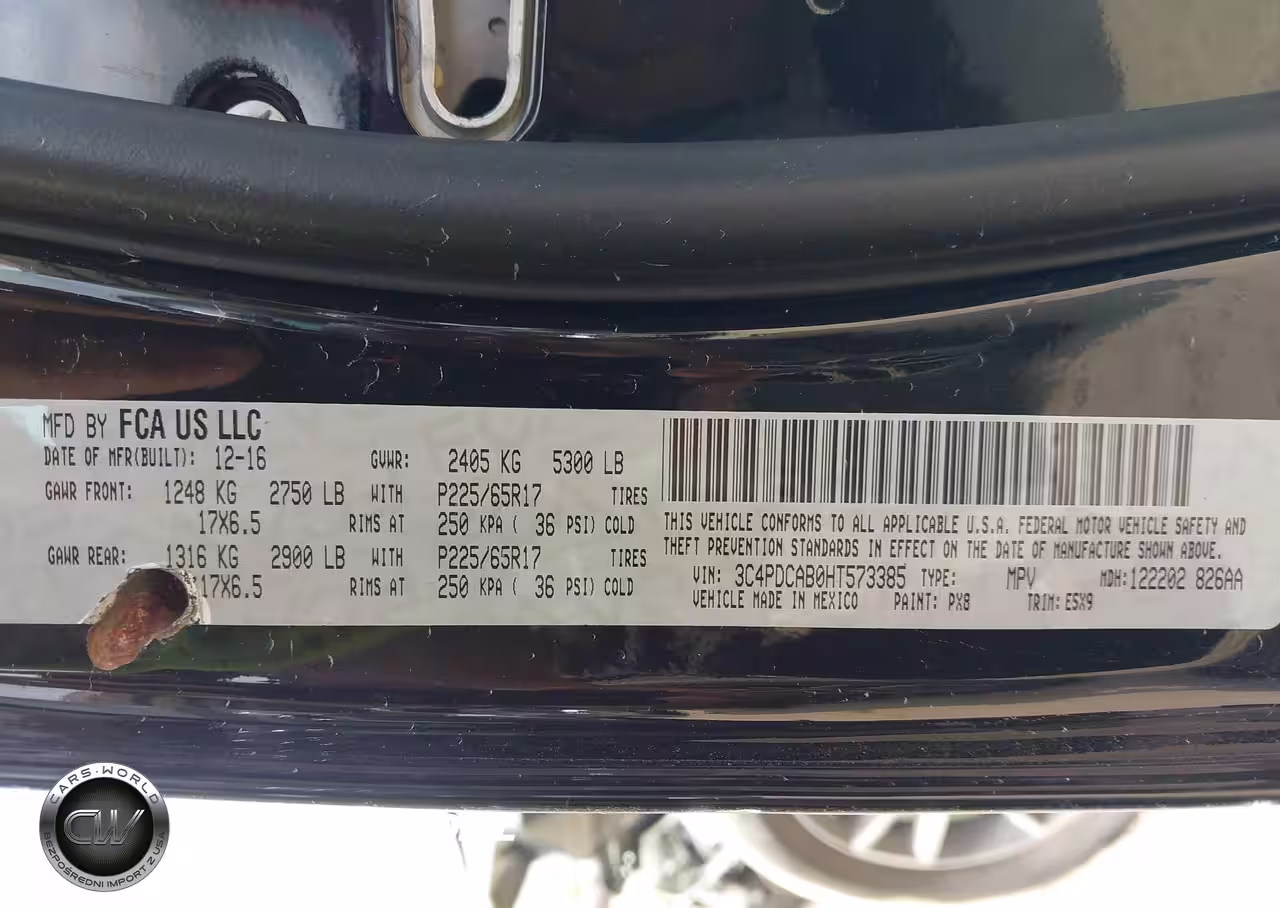 MFD BY FCA US LLC
DATE OF MFR(BUILT): 12-16 GVWR: 2405 KG 5300 LB
GAWR FRONT: 1248 KG 2750 LB WITH P225/65R17 TIRES
17X6.5 RIMS AT 250 KPA ( 36 PSI) COLD
GAWR REAR: 1316 KG 2900 LB WITH P225/65R17 TIRES
17X6.5 RIMS AT 250 KPA ( 36 PSI) COLD
THIS VEHICLE CONFORMS TO ALL APPLICABLE U.S.A. FEDERAL MOTOR VEHICLE SAFETY AND
THEFT PREVENTION STANDARDS IN EFFECT ON THE DATE OF MANUFACTURE SHOWN ABOVE.
VIN: 3C4PDCAB0HT573385 TYPE: MPV MDH:122202 826AA
VEHICLE MADE IN MEXICO PAINT: PX8 TRIM: E5X9
CARS-WORLD
CW
BEZPOŚREDNI IMPORT Z USA